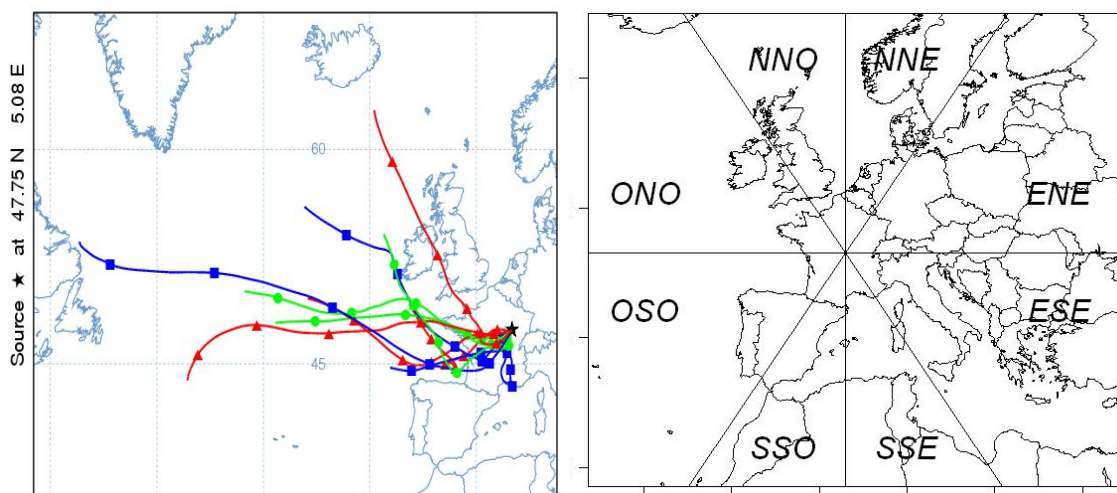 Source ★ at 47.75 N 5.08 E
60
45
NNO
NNE
ONO
ENE
OSO
ESE
SSO
SSE